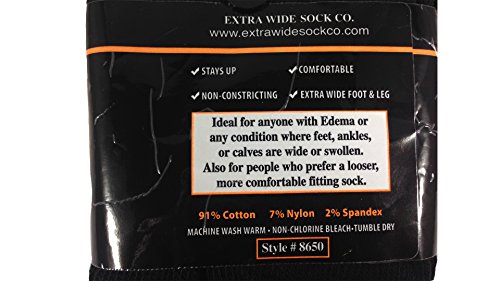 EXTRA WIDE SOCK CO.
www.extrawidesockco.com
✓ STAYS UP ✓ COMFORTABLE
✓ NON-CONSTRICTING ✓ EXTRA WIDE FOOT & LEG
Ideal for anyone with Edema or
any condition where feet, ankles,
or calves are wide or swollen.
Also for people who prefer a looser,
more comfortable fitting sock.
91% Cotton 7% Nylon 2% Spandex
MACHINE WASH WARM • NON-CHLORINE BLEACH•TUMBLE DRY
Style # 8650